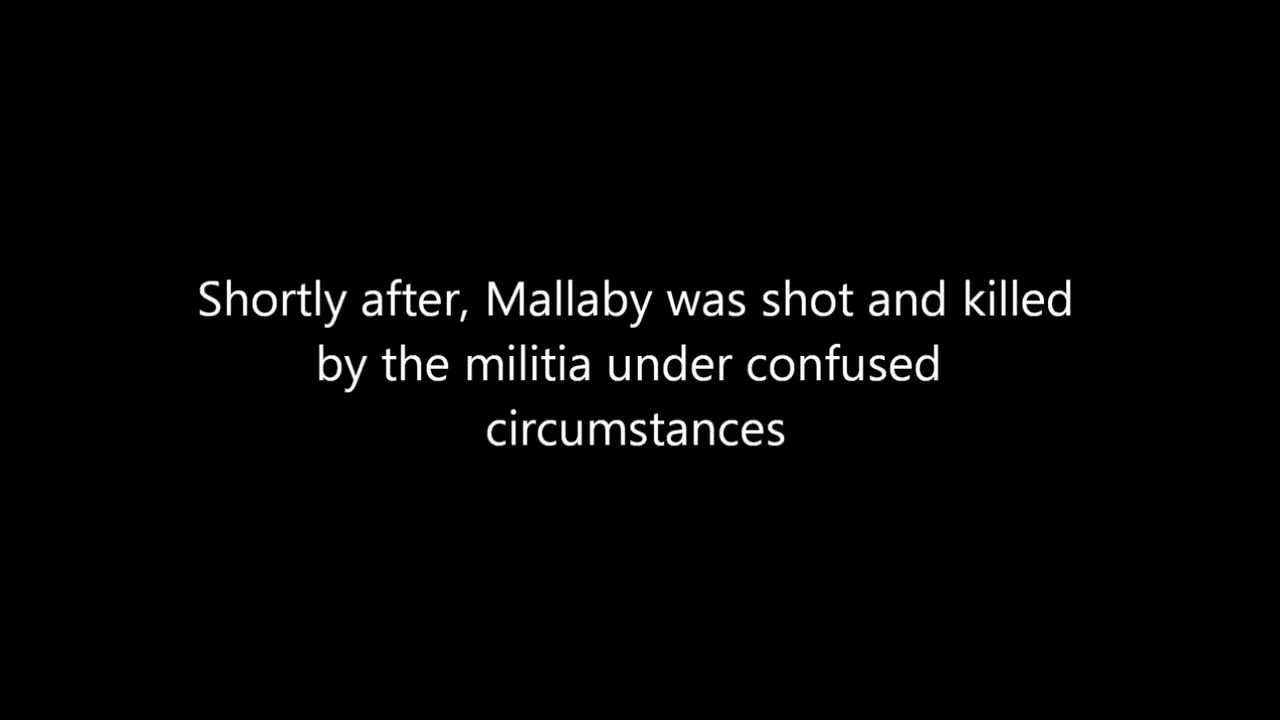 Shortly after, Mallaby was shot and killed
by the militia under confused
circumstances